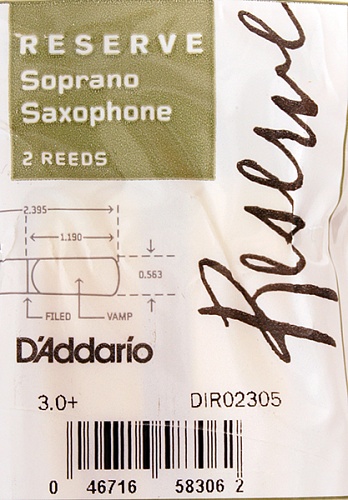 RESERVE
Soprano
Saxophone
2 REEDS
Reserve
2.395
1.190
0.563
FILED VAMP
D'Addario
3.0+ DIR02305
0 46716 58306 2